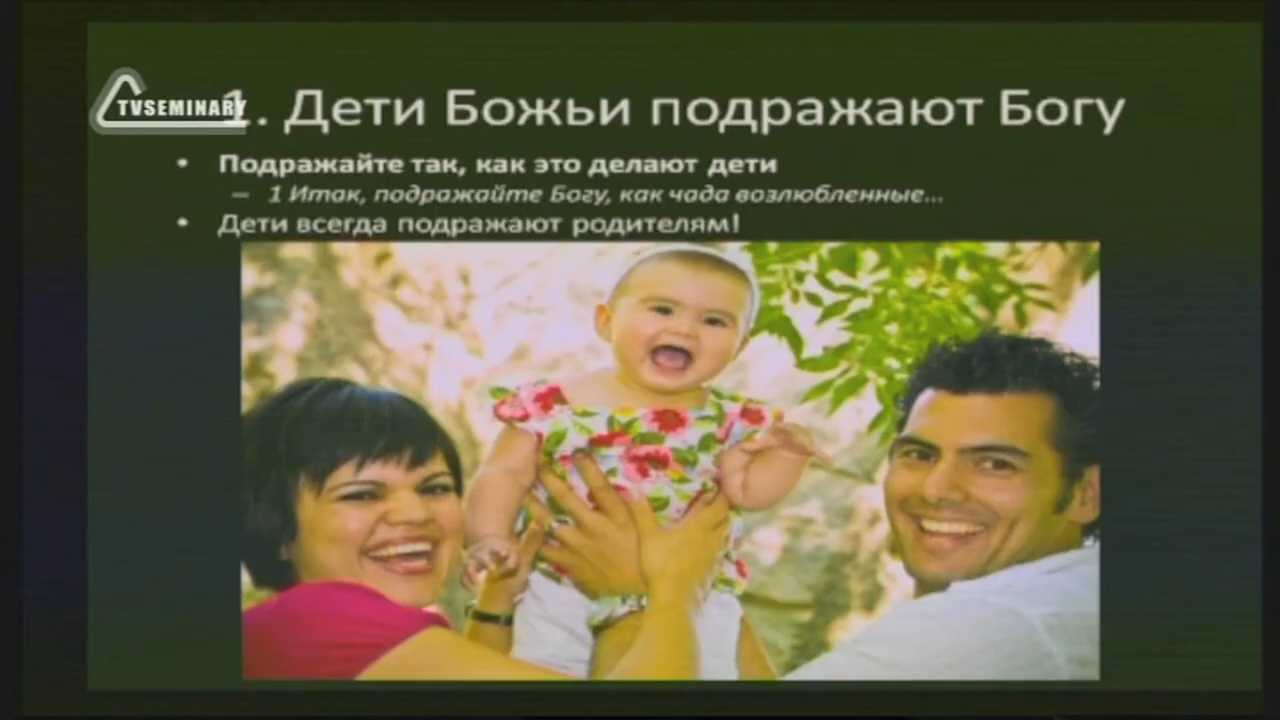 TVSEMINARY
1. Дети Божьи подражают Богу
• Подражайте так, как это делают дети
– 1 Итак, подражайте Богу, как чада возлюбленные...
• Дети всегда подражают родителям!